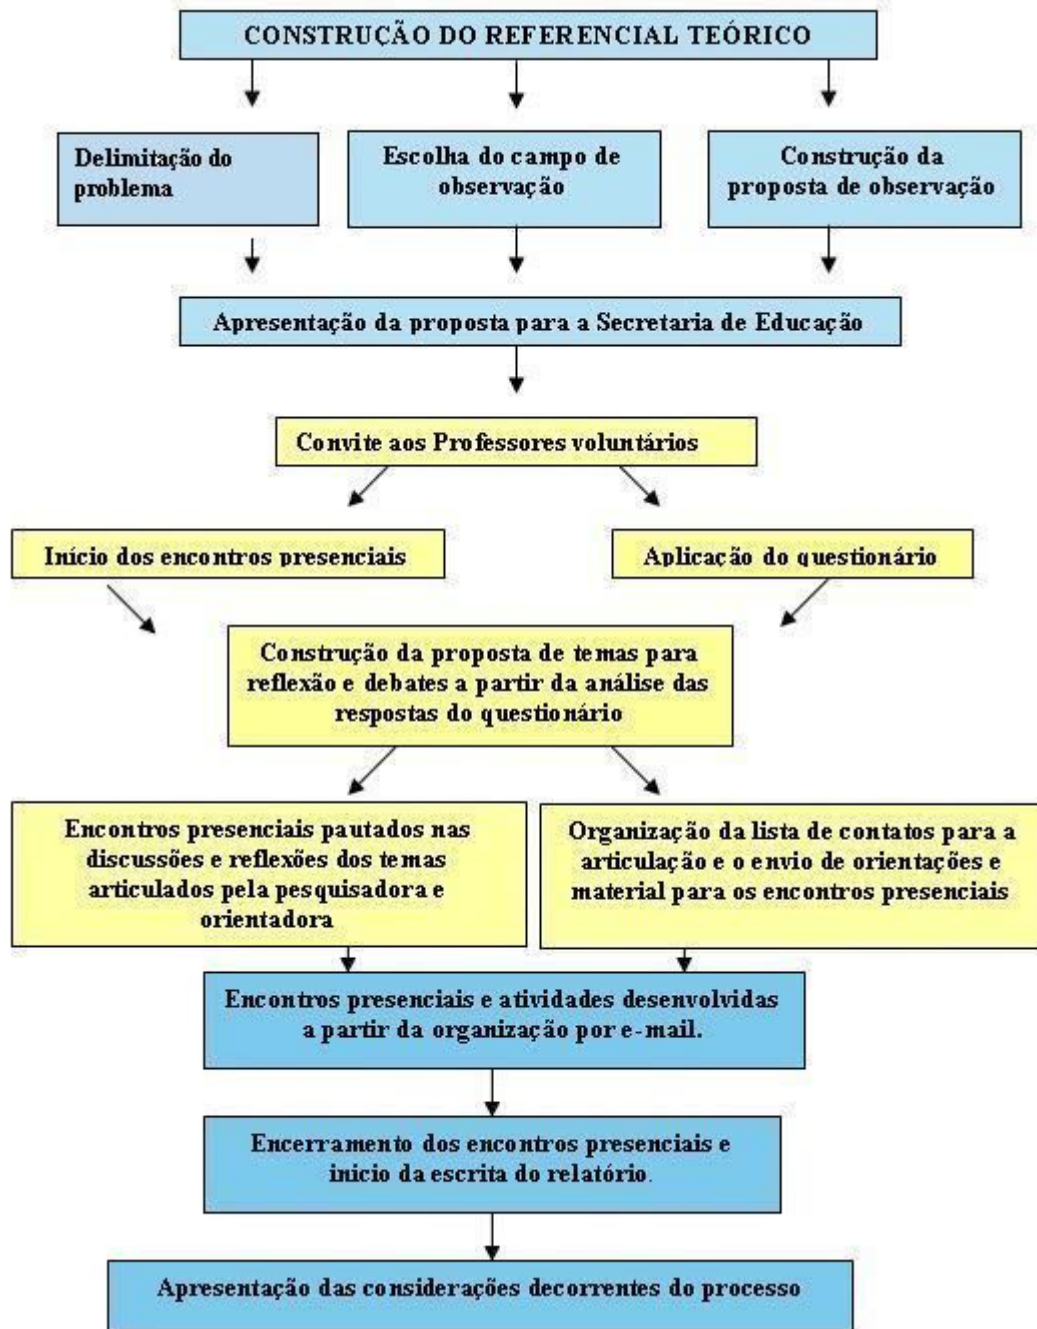 CONSTRUÇÃO DO REFERENCIAL TEÓRICO
Delimitação do
problema
Escolha do campo de
observação
Construção da
proposta de observação
Apresentação da proposta para a Secretaria de Educação
Convite aos Professores voluntários
Início dos encontros presenciais
Aplicação do questionário
Construção da proposta de temas para
reflexão e debates a partir da análise das
respostas do questionário
Encontros presenciais pautados nas
discussões e reflexões dos temas
articulados pela pesquisadora e
orientadora
Organização da lista de contatos para a
articulação e o envio de orientações e
material para os encontros presenciais
Encontros presenciais e atividades desenvolvidas
a partir da organização por e-mail.
Encerramento dos encontros presenciais e
inicio da escrita do relatório.
Apresentação das considerações decorrentes do processo